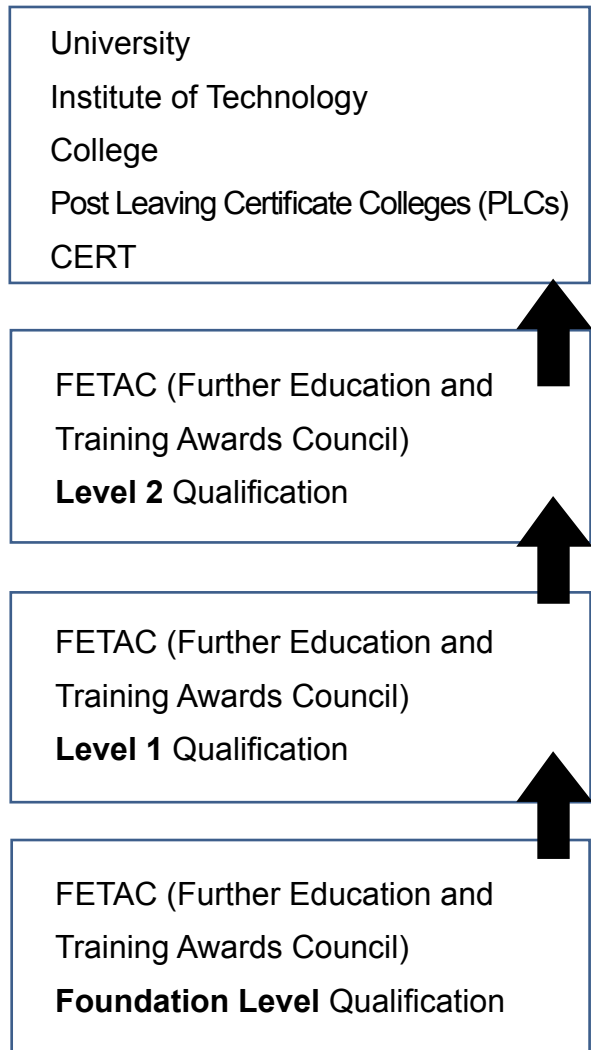 University
Institute of Technology
College
Post Leaving Certificate Colleges (PLCs)
CERT
FETAC (Further Education and
Training Awards Council)
Level 2 Qualification
FETAC (Further Education and
Training Awards Council)
Level 1 Qualification
FETAC (Further Education and
Training Awards Council)
Foundation Level Qualification